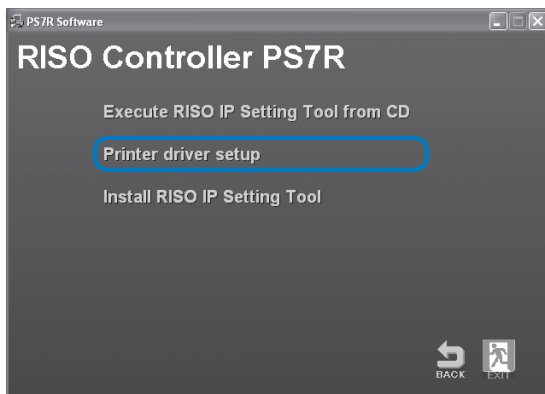 PS7R Software
RISO Controller PS7R
Execute RISO IP Setting Tool from CD
Printer driver setup
Install RISO IP Setting Tool
BACK
EXIT